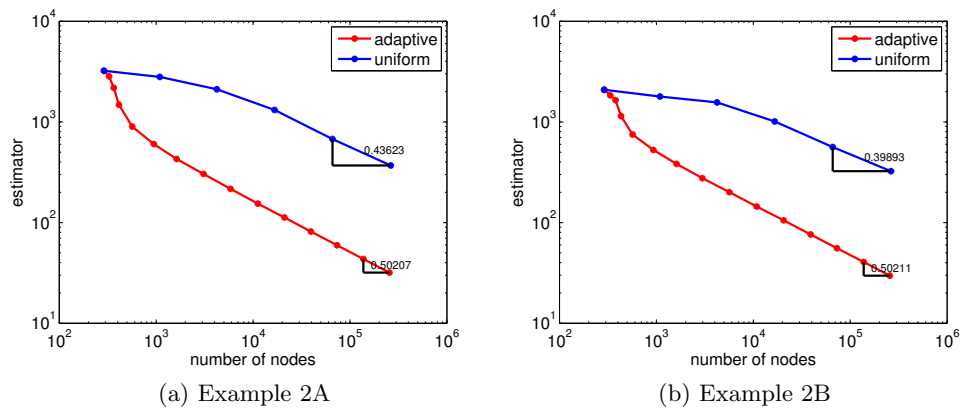 10^4
10^3
10^2
10^1
estimator
adaptive
uniform
0.43623
0.50207
10^2 10^3 10^4 10^5 10^6
number of nodes
(a) Example 2A
10^4
10^3
10^2
10^1
estimator
adaptive
uniform
0.39893
0.50211
10^2 10^3 10^4 10^5 10^6
number of nodes
(b) Example 2B